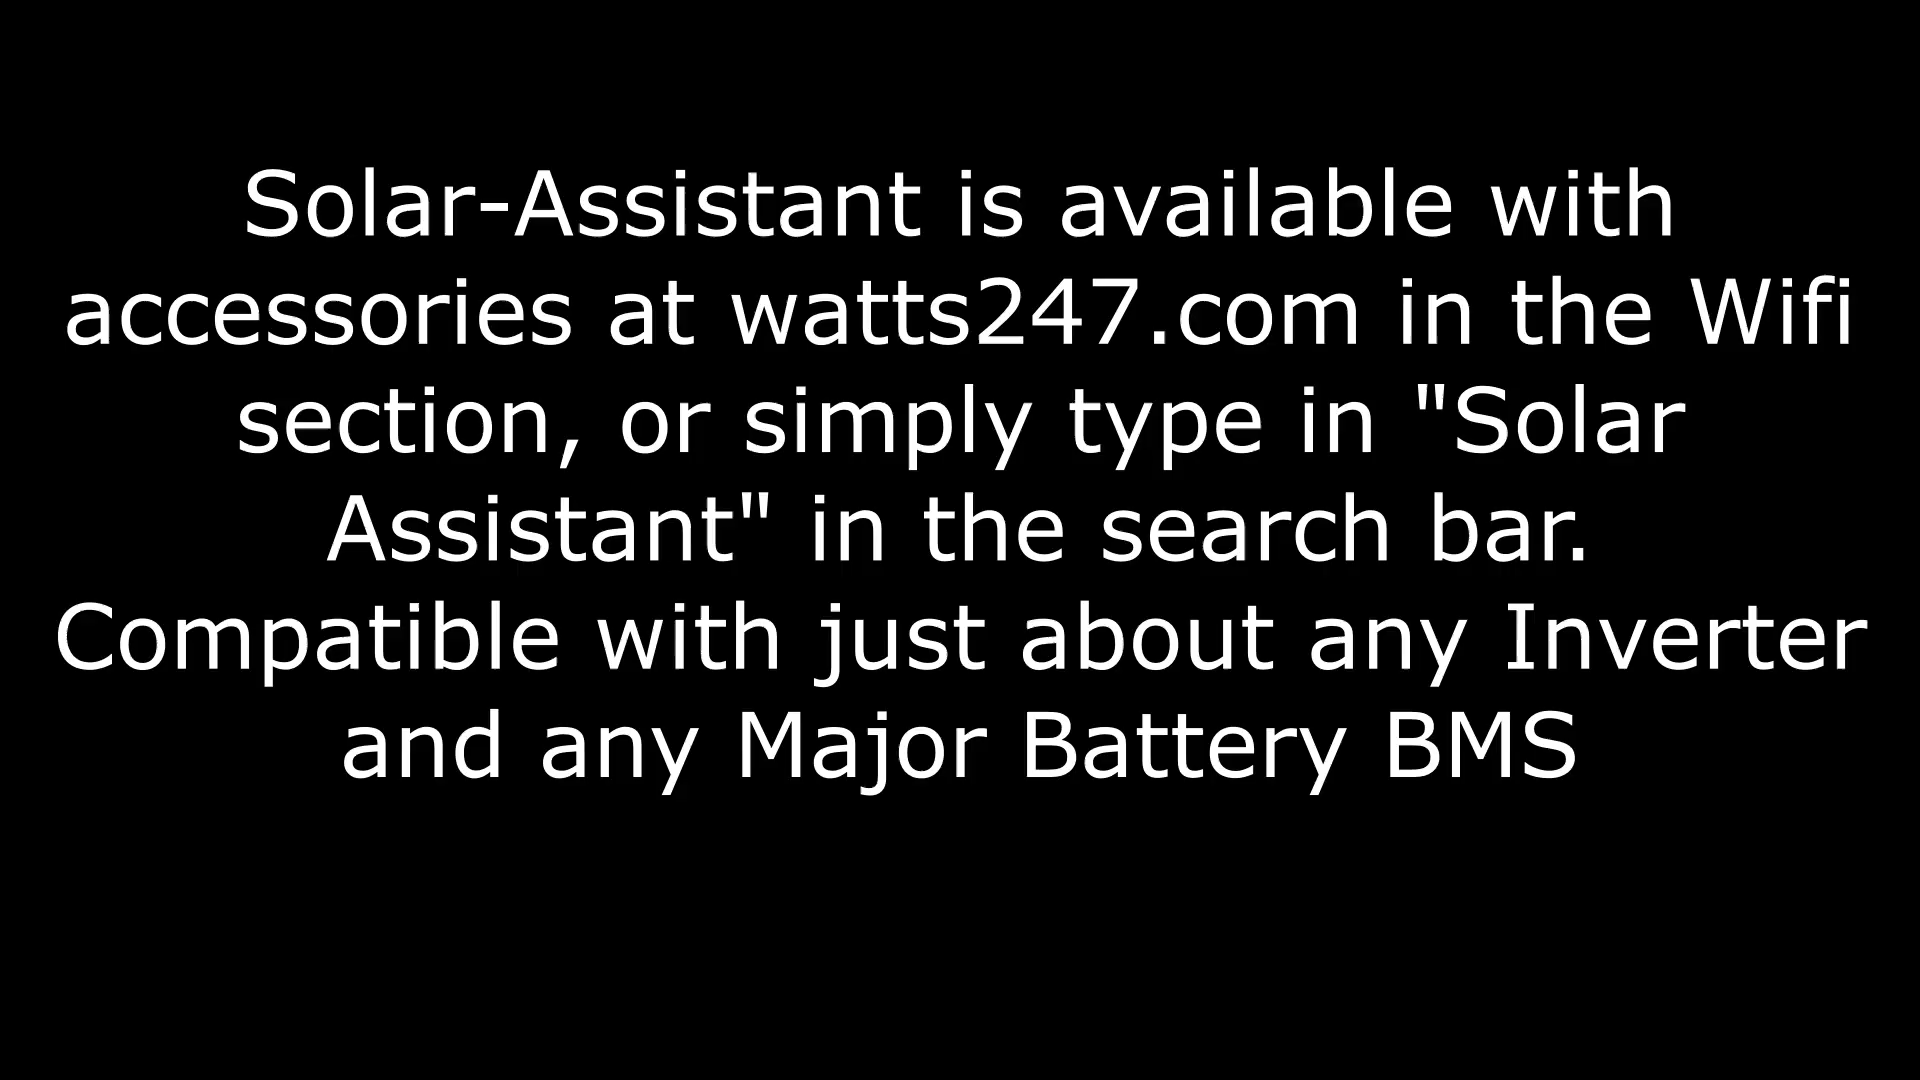 Solar-Assistant is available with
accessories at watts247.com in the Wifi
section, or simply type in "Solar
Assistant" in the search bar.
Compatible with just about any Inverter
and any Major Battery BMS